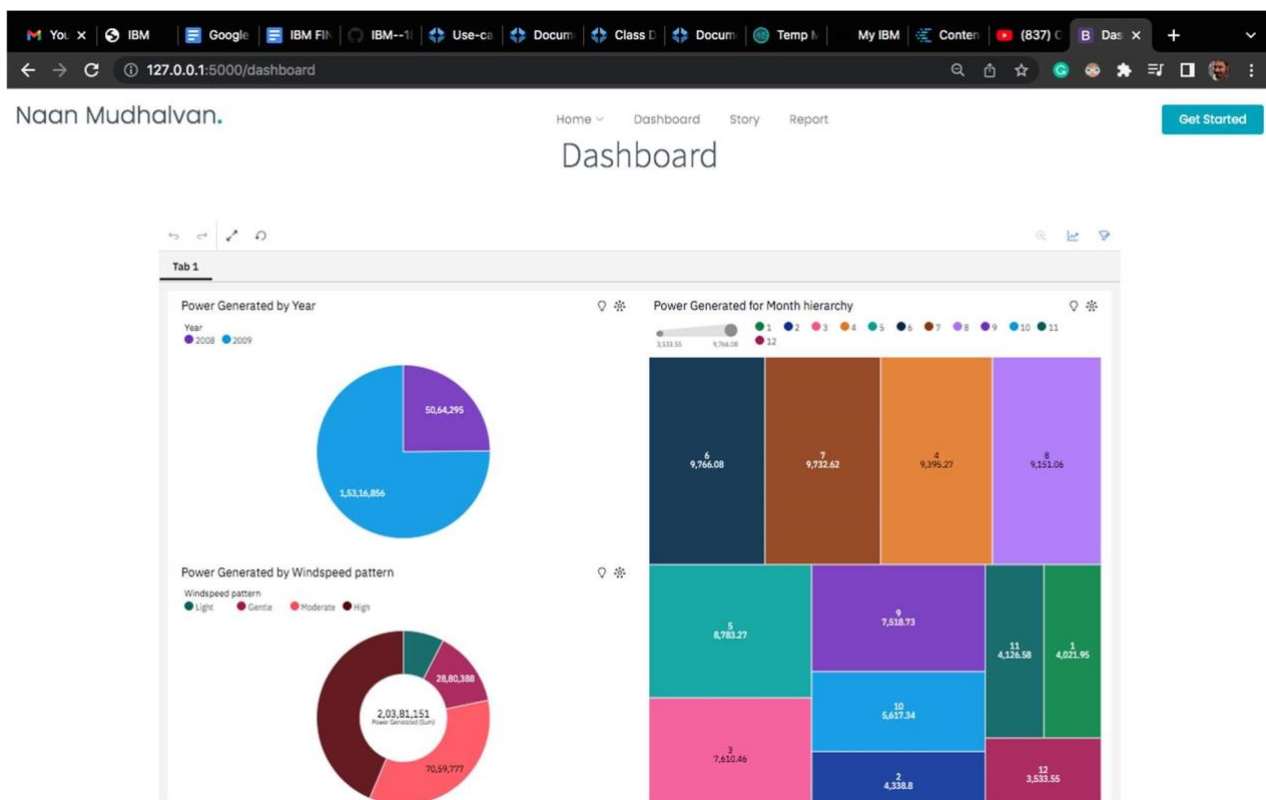 You
IBM
Google
IBM FIN
IBM--1
Use-ca
Docum
Class D
Docum
Temp
My IBM
Conten
(837)
Das
127.0.0.1:5000/dashboard
Naan Mudhalvan.
Home
Dashboard
Story
Report
Get Started
Dashboard
Tab 1
Power Generated by Year
Year
2008 2009
50,64,295
1,53,16,856
Power Generated by Windspeed pattern
Windspeed pattern
Light Gentle Moderate High
28,80,388
2,03,81,151
Power Generated (Sum)
70,59,777
Power Generated for Month hierarchy
1 2 3 4 5 6 7 8 9 10 11
3,533.55 9,766.08 12
6
9,766.08
7
9,732.62
4
9,395.27
8
9,151.06
5
8,783.27
9
7,518.73
11
4,126.58
1
4,021.95
10
5,617.34
3
7,610.46
2
4,338.8
12
3,533.55